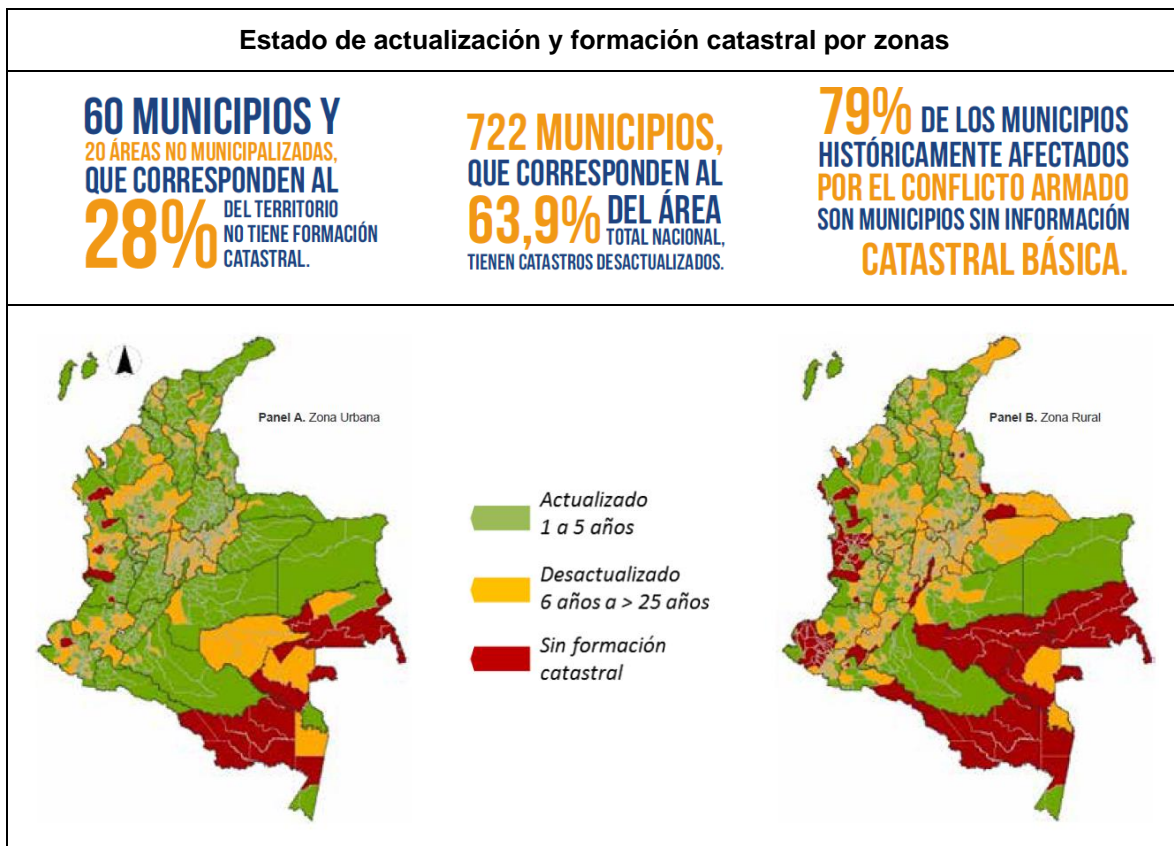 Estado de actualización y formación catastral por zonas
60 MUNICIPIOS Y
20 ÁREAS NO MUNICIPALIZADAS,
QUE CORRESPONDEN AL
28% DEL TERRITORIO
NO TIENE FORMACIÓN
CATASTRAL.
722 MUNICIPIOS,
QUE CORRESPONDEN AL
63,9% DEL ÁREA
TOTAL NACIONAL,
TIENEN CATASTROS DESACTUALIZADOS.
79% DE LOS MUNICIPIOS
HISTÓRICAMENTE AFECTADOS
POR EL CONFLICTO ARMADO
SON MUNICIPIOS SIN INFORMACIÓN
CATASTRAL BÁSICA.
Panel A. Zona Urbana
Actualizado
1 a 5 años
Desactualizado
6 años a > 25 años
Sin formación
catastral
Panel B. Zona Rural